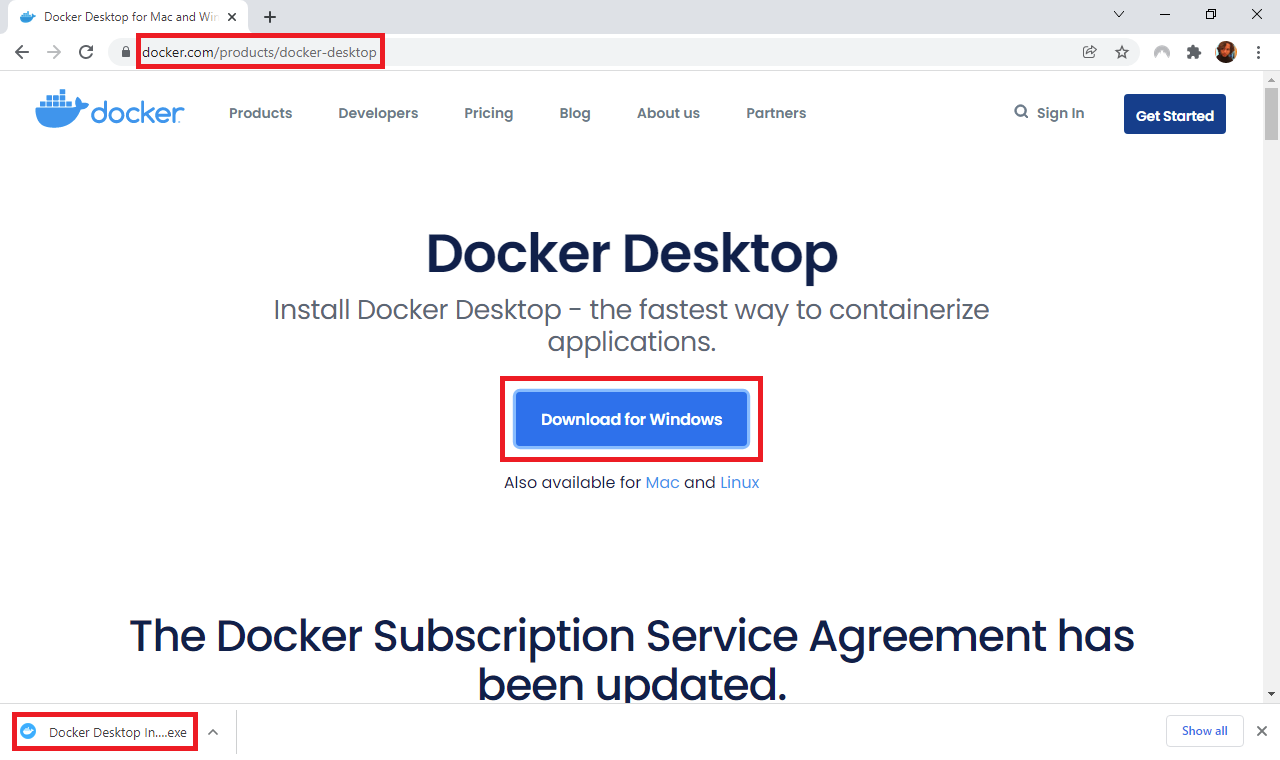 Docker Desktop for Mac and Win
docker.com/products/docker-desktop
docker
Products
Developers
Pricing
Blog
About us
Partners
Sign In
Get Started
Docker Desktop
Install Docker Desktop - the fastest way to containerize
applications.
Download for Windows
Also available for Mac and Linux
The Docker Subscription Service Agreement has
been updated.
Docker Desktop In....exe
Show all